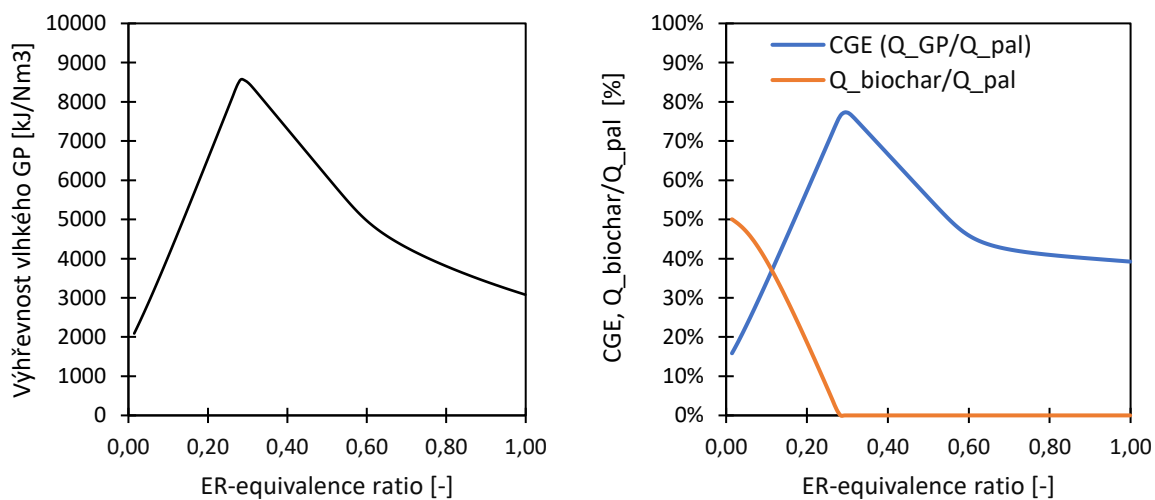 Výhřevnost vlhkého GP [kJ/Nm3]
10000
9000
8000
7000
6000
5000
4000
3000
2000
1000
0
0,00 0,20 0,40 0,60 0,80 1,00
ER-equivalence ratio [-]
CGE, Q_biochar/Q_pal [%]
100%
90%
80%
70%
60%
50%
40%
30%
20%
10%
0%
CGE (Q_GP/Q_pal)
Q_biochar/Q_pal
0,00 0,20 0,40 0,60 0,80 1,00
ER-equivalence ratio [-]